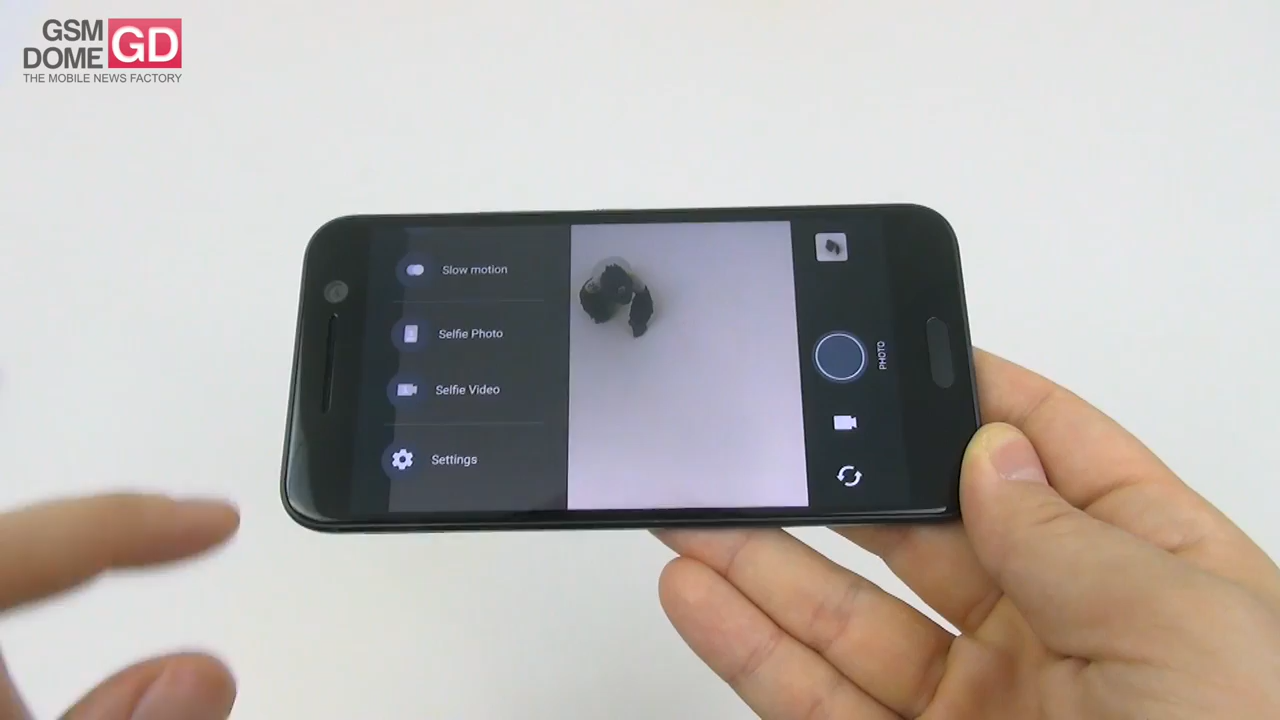 GSM
DOME GD
THE MOBILE NEWS FACTORY
Slow motion
Selfie Photo
Selfie Video
Settings
PHOTO